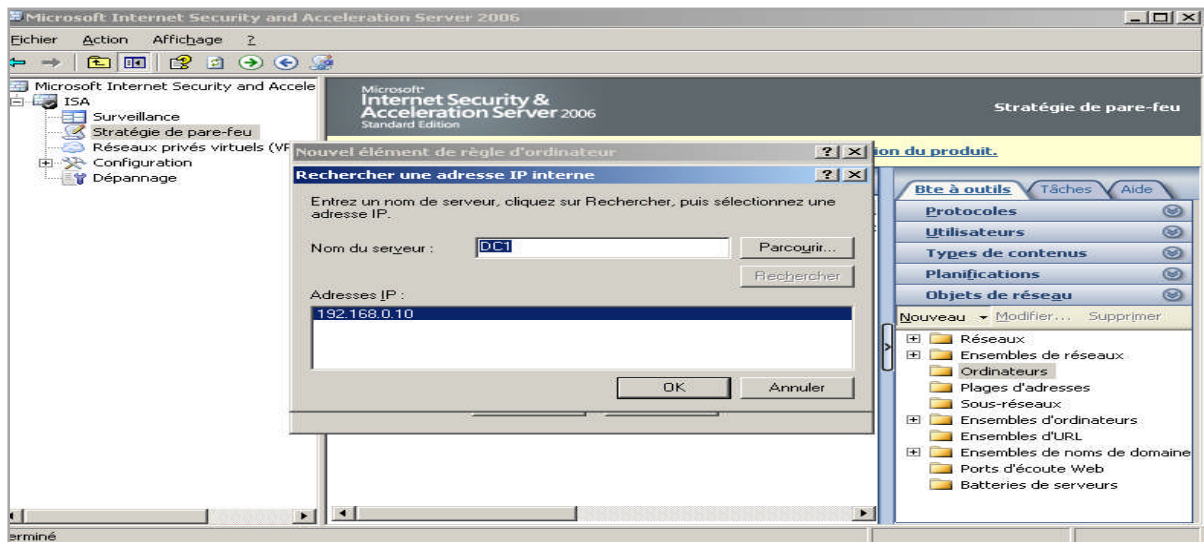 Microsoft Internet Security and Acceleration Server 2006
Fichier Action Affichage ?
Microsoft Internet Security and Accele
ISA
Surveillance
Stratégie de pare-feu
Réseaux privés virtuels (VP
Configuration
Dépannage
Microsoft
Internet Security &
Acceleration Server 2006
Standard Edition
Stratégie de pare-feu
ion du produit.
Nouvel élément de règle d'ordinateur
Rechercher une adresse IP interne
Entrez un nom de serveur, cliquez sur Rechercher, puis sélectionnez une
adresse IP.
Nom du serveur :
DC1
Parcourir...
Rechercher
Adresses IP :
192.168.0.10
OK
Annuler
Bte à outils Tâches Aide
Protocoles
Utilisateurs
Types de contenus
Planifications
Objets de réseau
Nouveau Modifier... Supprimer
Réseaux
Ensembles de réseaux
Ordinateurs
Plages d'adresses
Sous-réseaux
Ensembles d'ordinateurs
Ensembles d'URL
Ensembles de noms de domaine
Ports d'écoute Web
Batteries de serveurs
erminé